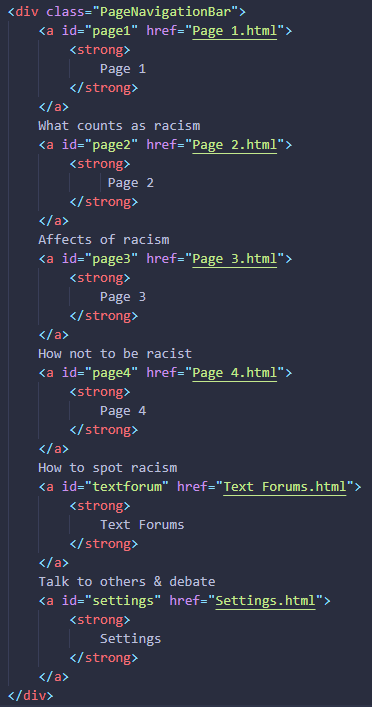 <div class="PageNavigationBar">
<a id="page1" href="Page 1.html">
<strong>
Page 1
</strong>
</a>
What counts as racism
<a id="page2" href="Page 2.html">
<strong>
Page 2
</strong>
</a>
Affects of racism
<a id="page3" href="Page 3.html">
<strong>
Page 3
</strong>
</a>
How not to be racist
<a id="page4" href="Page 4.html">
<strong>
Page 4
</strong>
</a>
How to spot racism
<a id="textforum" href="Text Forums.html">
<strong>
Text Forums
</strong>
</a>
Talk to others & debate
<a id="settings" href="Settings.html">
<strong>
Settings
</strong>
</a>
</div>